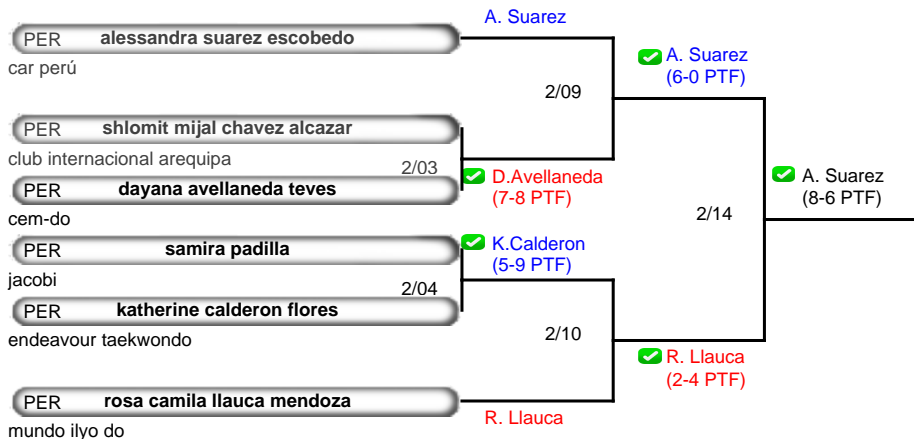 A. Suarez
PER alessandra suarez escobedo
car perú
2/09
A. Suarez
(6-0 PTF)
PER shlomit mijal chavez alcazar
club internacional arequipa
2/03
PER dayana avellaneda teves
cem-do
D.Avellaneda
(7-8 PTF)
2/14
A. Suarez
(8-6 PTF)
PER samira padilla
jacobi
K.Calderon
(5-9 PTF)
2/04
PER katherine calderon flores
endeavour taekwondo
2/10
R. Llauca
(2-4 PTF)
PER rosa camila llauca mendoza
mundo ilyo do
R. Llauca